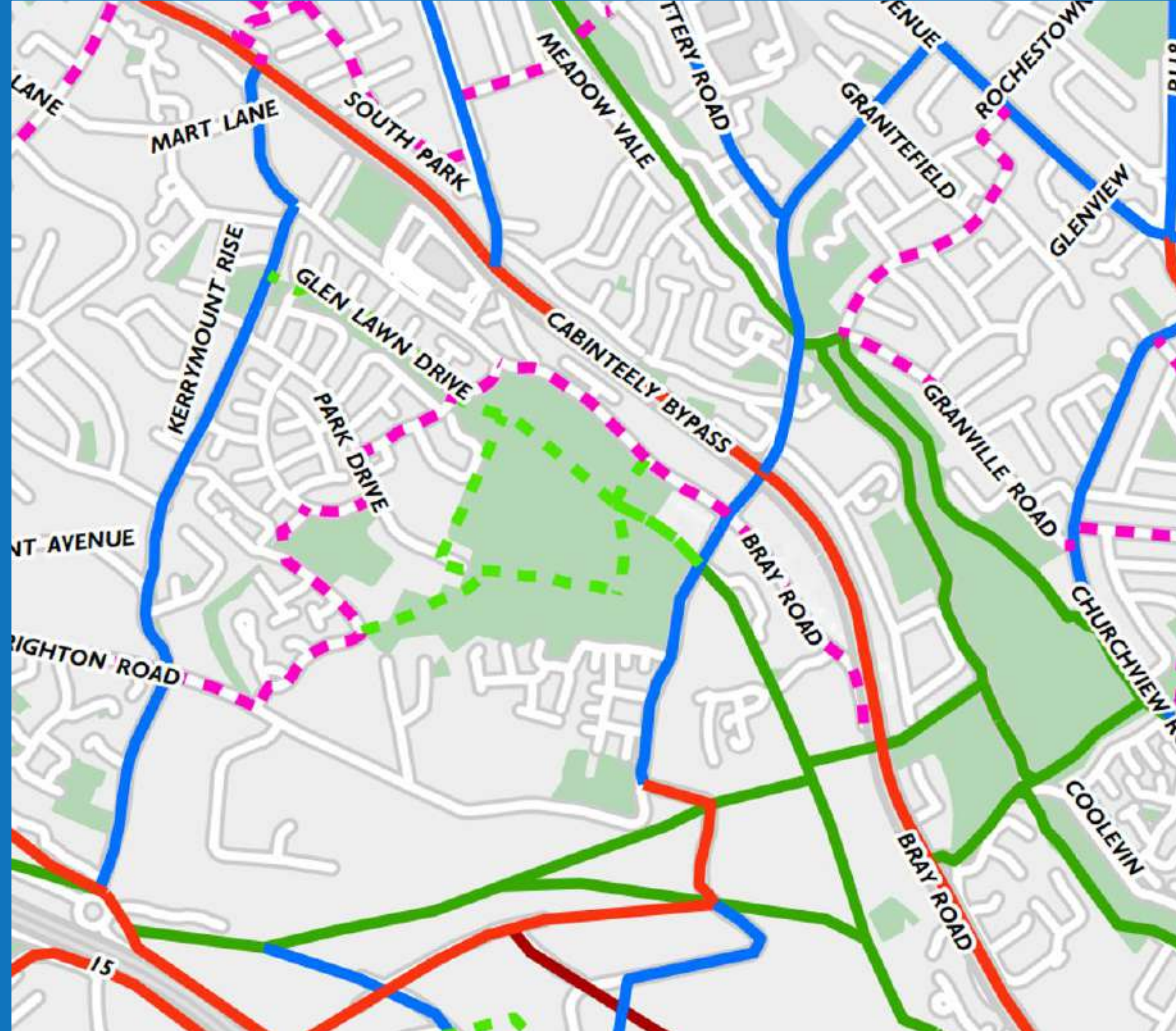 TTERY ROAD
ENUE
ROCHESTOWN
LANE
MART LANE
SOUTH PARK
MEADOW VALE
GRANITEFIELD
GLENVIEW
KERRYMOUNT RISE
GLEN LAWN DRIVE
CABINTEELY BYPASS
PARK DRIVE
GRANVILLE ROAD
NT AVENUE
BRAY ROAD
CHURCHVIEW R
RIGHTON ROAD
COOLEVIN
BRAY ROAD
15